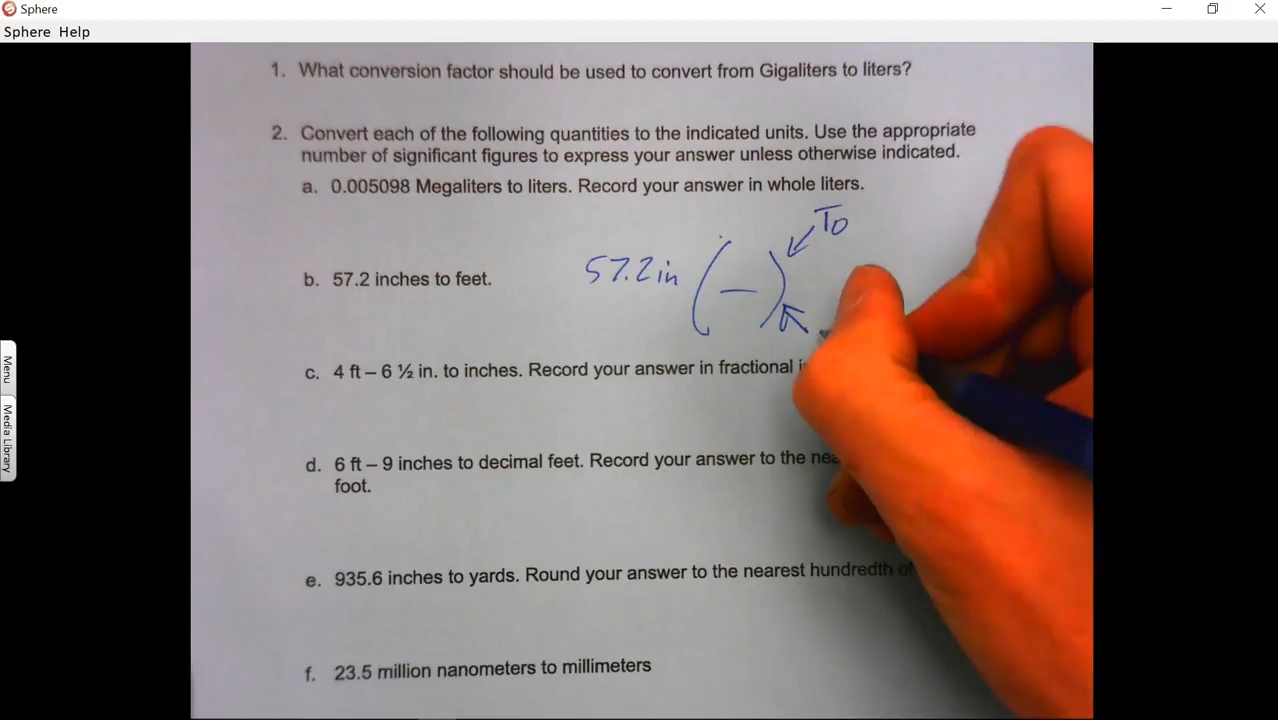 Sphere
Sphere Help
1. What conversion factor should be used to convert from Gigaliters to liters?
2. Convert each of the following quantities to the indicated units. Use the appropriate
number of significant figures to express your answer unless otherwise indicated.
a. 0.005098 Megaliters to liters. Record your answer in whole liters.
To
b. 57.2 inches to feet. 57.2 in ( — )
c. 4 ft – 6 ½ in. to inches. Record your answer in fractional
d. 6 ft – 9 inches to decimal feet. Record your answer to the
foot.
e. 935.6 inches to yards. Round your answer to the nearest hundredth of
f. 23.5 million nanometers to millimeters
Menu
Media Library